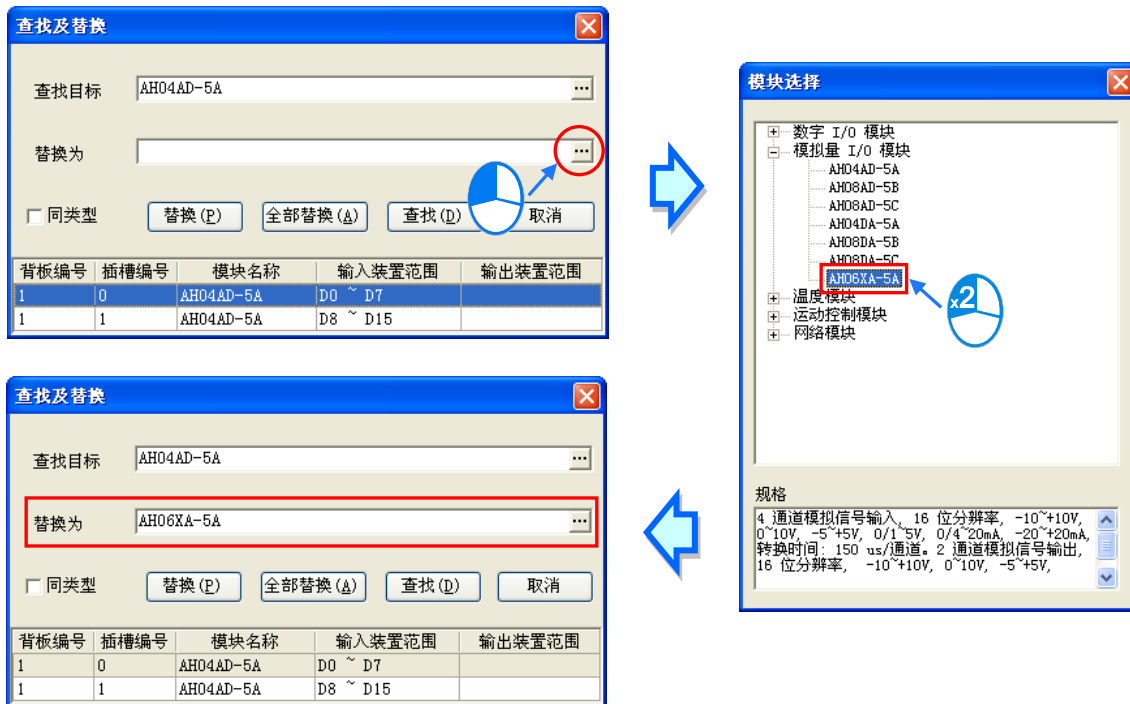 查找及替换
查找目标 AH04AD-5A ...
替换为 ...
同类型 替换(P) 全部替换(A) 查找(D) 取消
背板编号 插槽编号 模块名称 输入装置范围 输出装置范围
1 0 AH04AD-5A D0 ~ D7
1 1 AH04AD-5A D8 ~ D15
模块选择
数字 I/O 模块
模拟量 I/O 模块
AH04AD-5A
AH08AD-5B
AH08AD-5C
AH04DA-5A
AH08DA-5B
AH08DA-5C
AH06XA-5A
x2
温度模块
运动控制模块
网络模块
规格
4 通道模拟信号输入, 16 位分辨率, -10~+10V,
0~10V, -5~+5V, 0/1~5V, 0/4~20mA, -20~+20mA,
转换时间: 150 us/通道。2 通道模拟信号输出,
16 位分辨率, -10~+10V, 0~10V, -5~+5V,
查找及替换
查找目标 AH04AD-5A ...
替换为 AH06XA-5A ...
同类型 替换(P) 全部替换(A) 查找(D) 取消
背板编号 插槽编号 模块名称 输入装置范围 输出装置范围
1 0 AH04AD-5A D0 ~ D7
1 1 AH04AD-5A D8 ~ D15